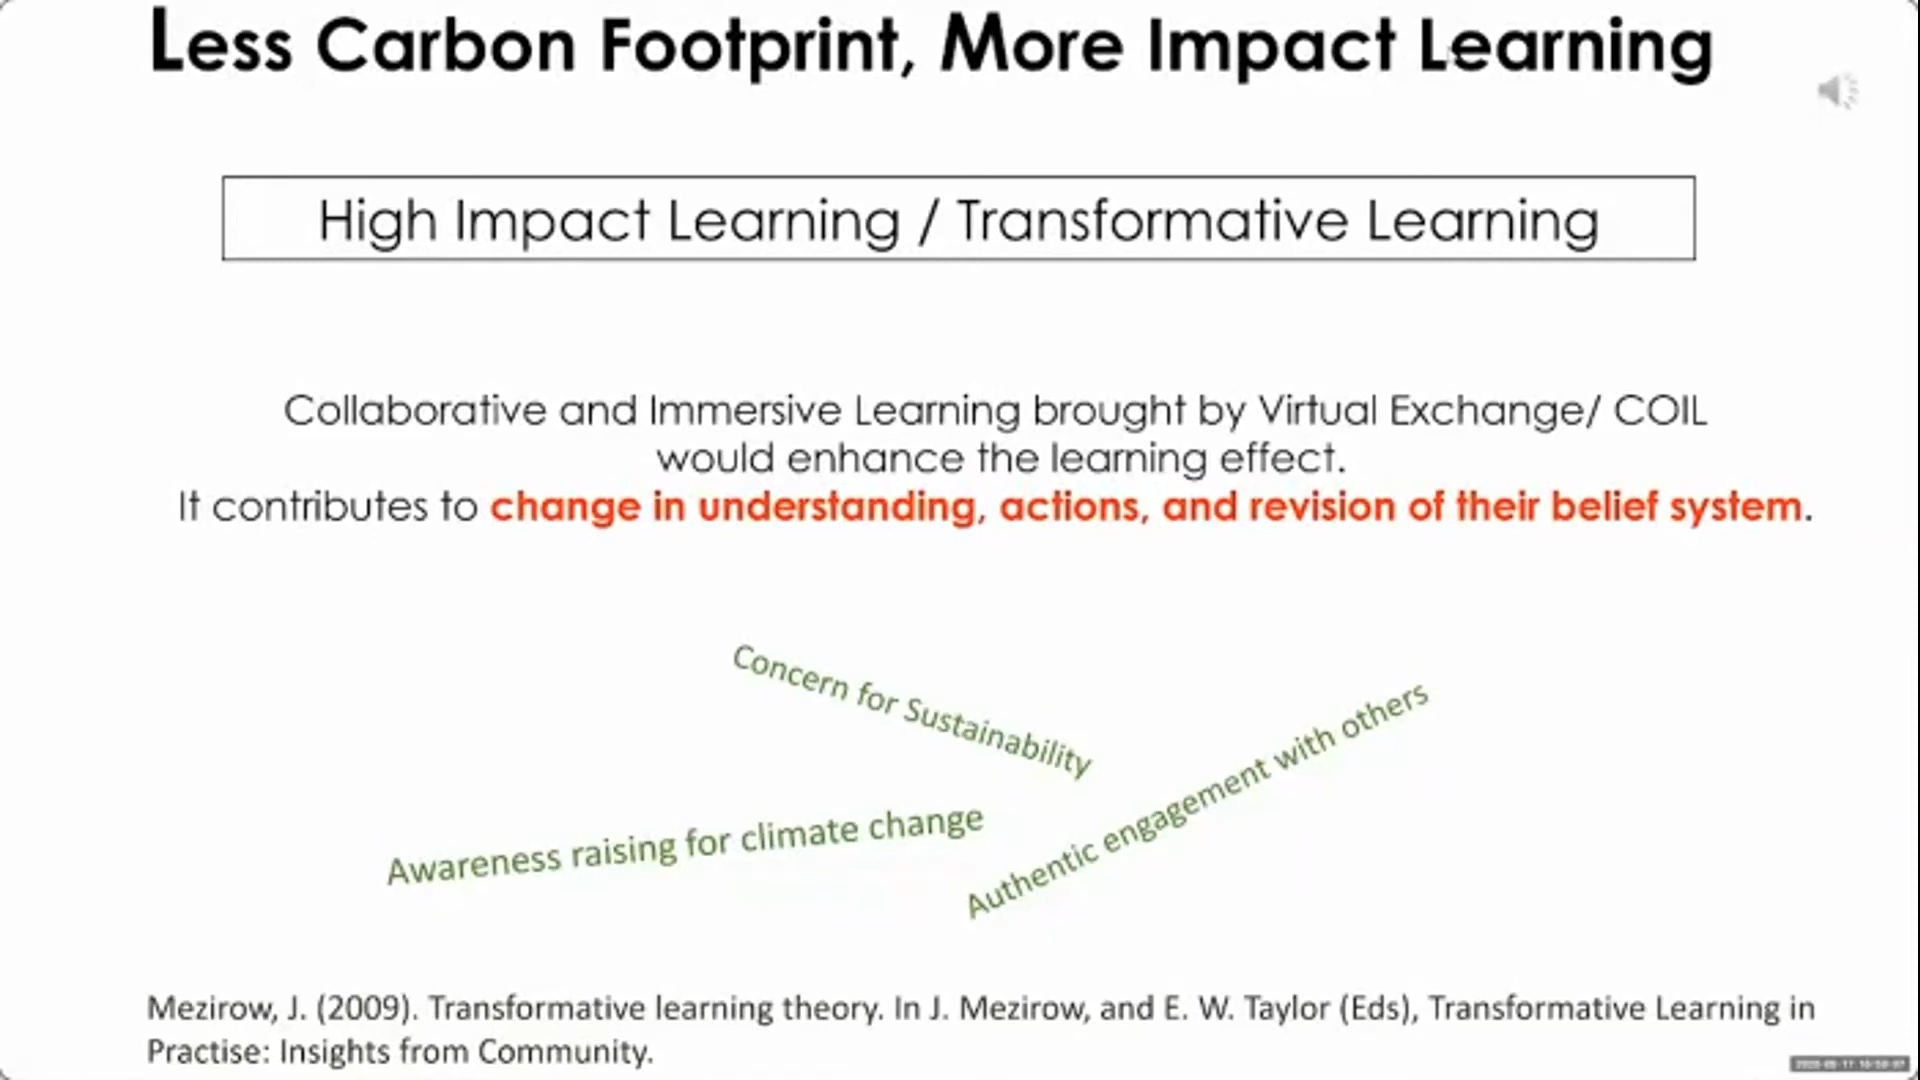 Less Carbon Footprint, More Impact Learning
High Impact Learning / Transformative Learning
Collaborative and Immersive Learning brought by Virtual Exchange/ COIL
would enhance the learning effect.
It contributes to change in understanding, actions, and revision of their belief system.
Concern for Sustainability
Authentic engagement with others
Awareness raising for climate change
Mezirow, J. (2009). Transformative learning theory. In J. Mezirow, and E. W. Taylor (Eds), Transformative Learning in
Practise: Insights from Community.